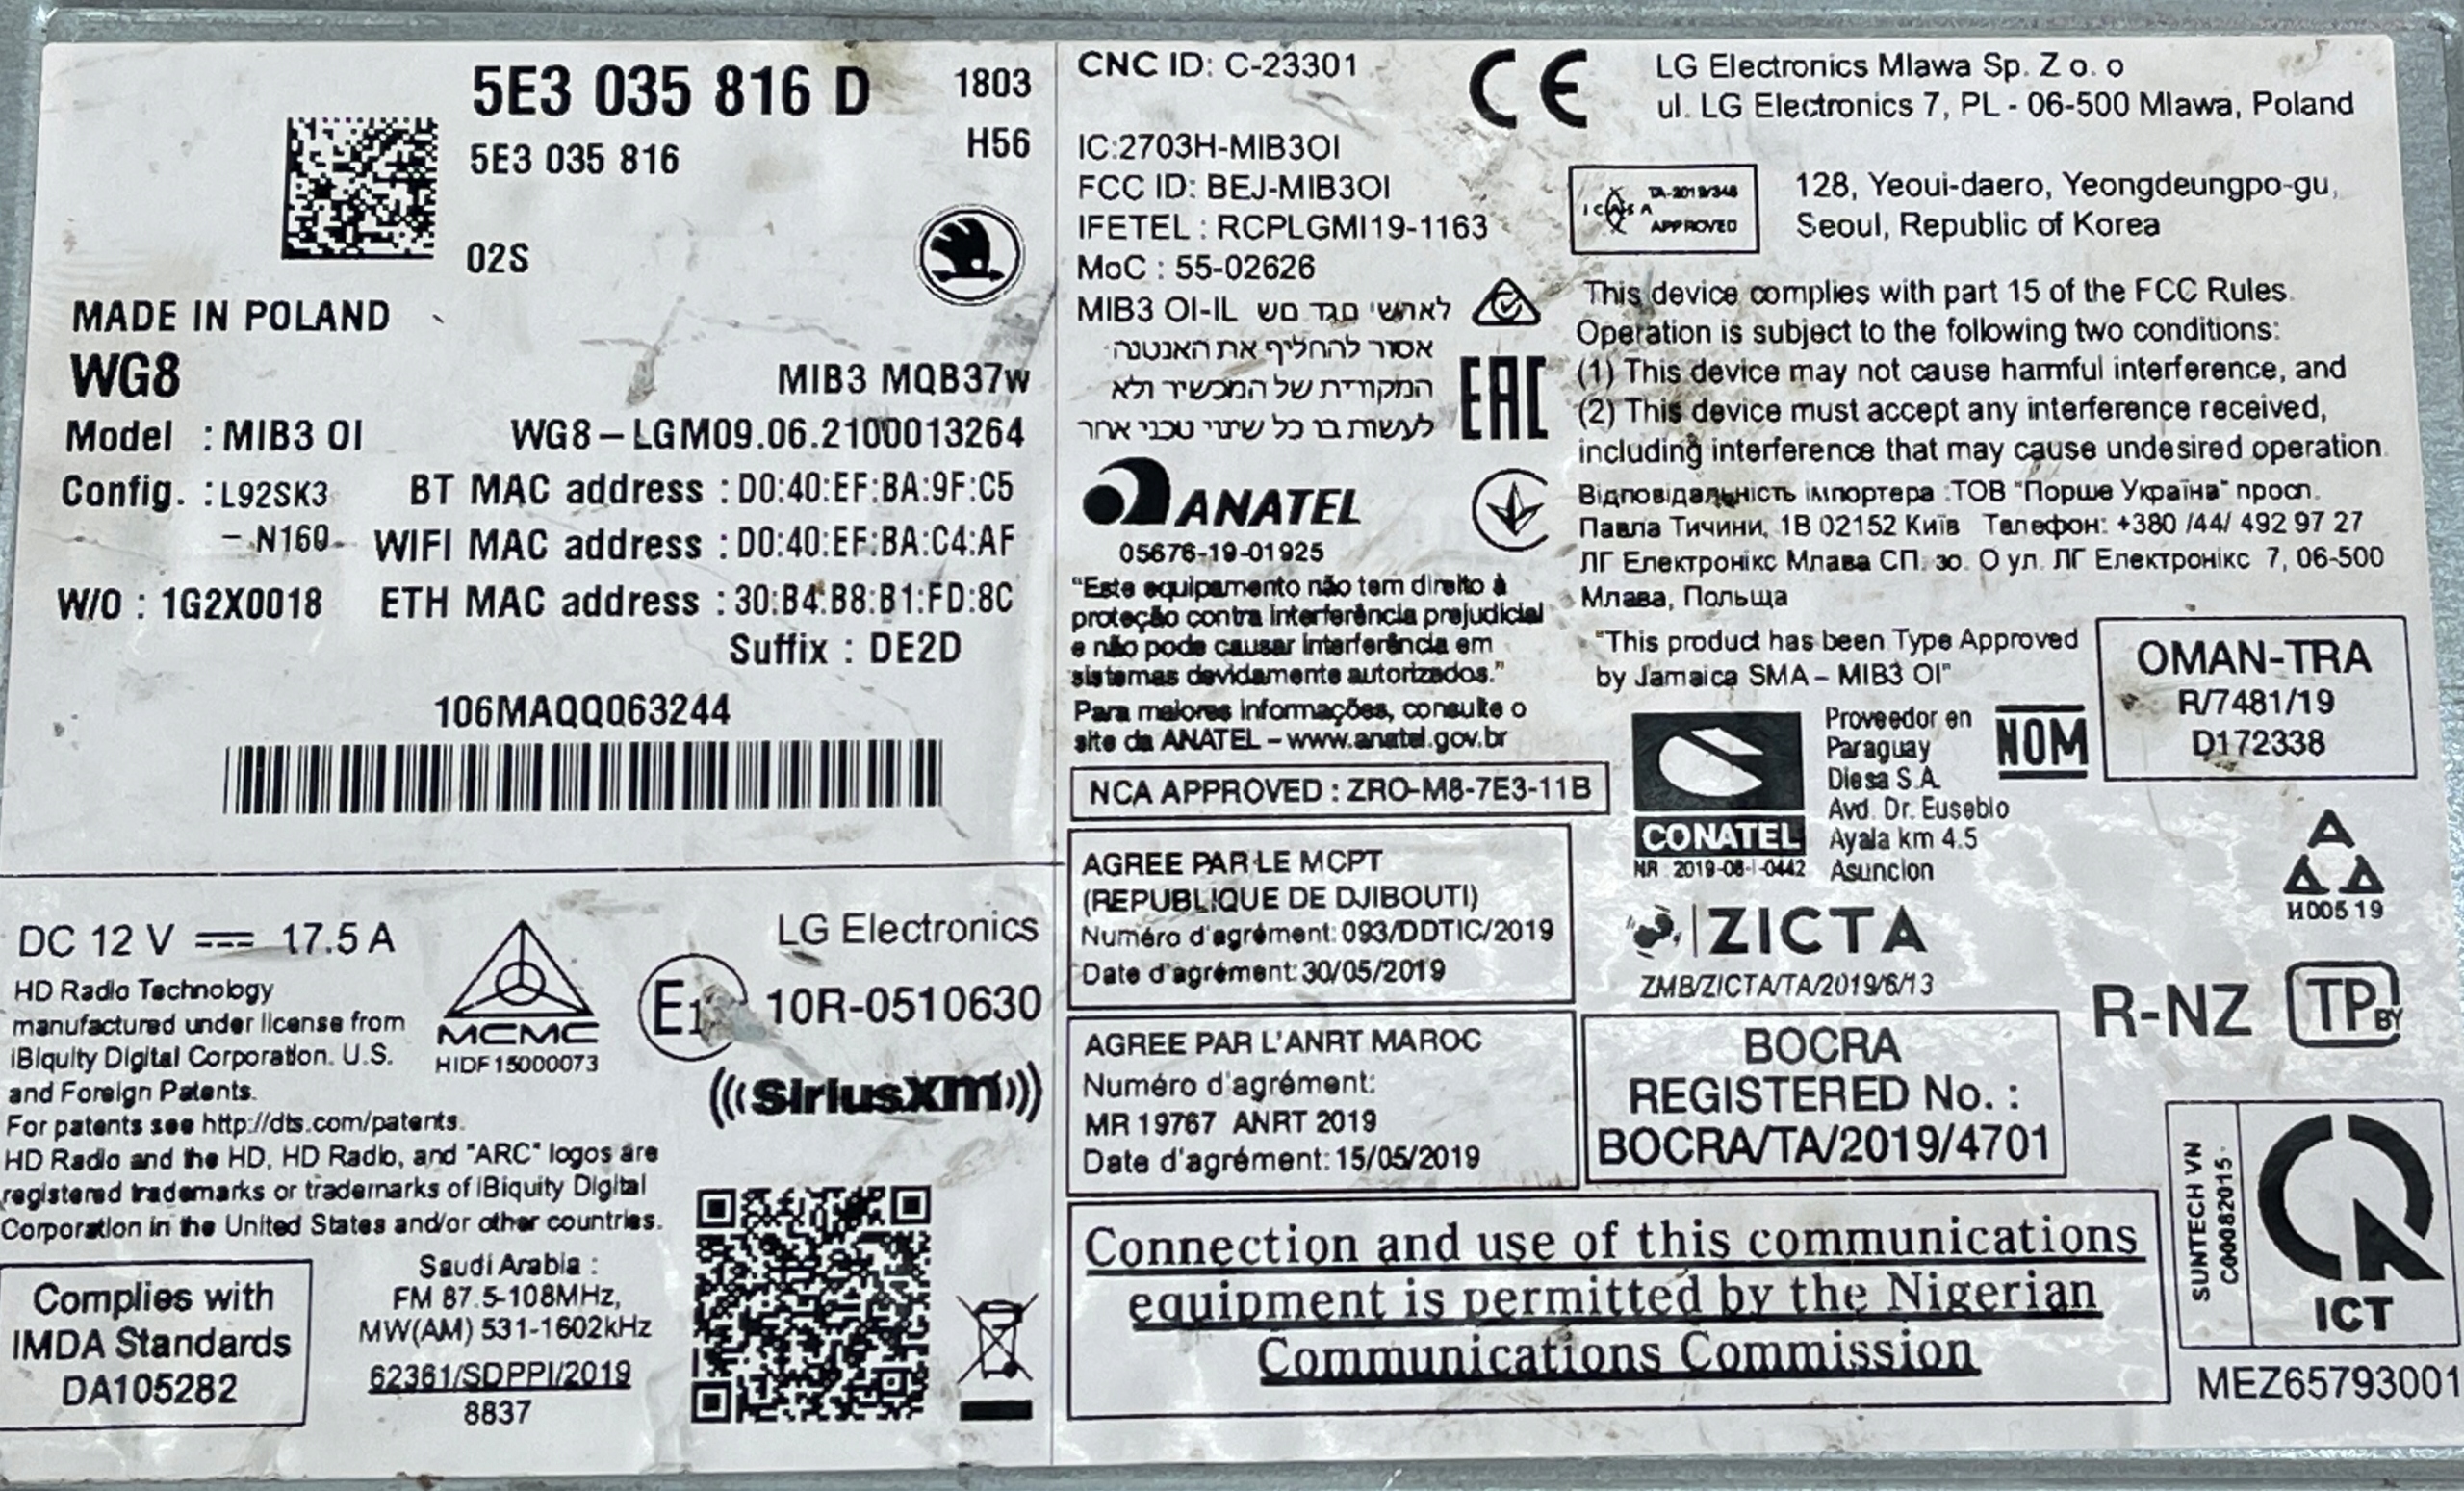 5E3 035 816 D
1803
5E3 035 816
H56
02S
MADE IN POLAND
WG8
MIB3 MQB37w
Model : MIB3 OI
WG8-LGM09.06.2100013264
Config. : L92SK3
BT MAC address : D0:40:EF:BA:9F:C5
-N160
WIFI MAC address : D0:40:EF:BA:C4:AF
W/O : 1G2X0018
ETH MAC address : 30:B4:B8:B1:FD:8C
Suffix : DE2D
106MAQQ063244
DC 12 V 17.5 A
HD Radio Technology
manufactured under license from
iBiquity Digital Corporation. U.S.
and Foreign Patents.
For patents see http://dts.com/patents.
HD Radio and the HD, HD Radio, and "ARC" logos are
registered trademarks or trademarks of iBiquity Digital
Corporation in the United States and/or other countries.
MCMC
HIDF15000073
LG Electronics
E1
10R-0510630
(((SiriusXM)))
Complies with
IMDA Standards
DA105282
Saudi Arabia :
FM 87.5-108MHz,
MW(AM) 531-1602kHz
62361/SDPPI/2019
8837
CNC ID: C-23301
CE
IC:2703H-MIB3OI
FCC ID: BEJ-MIB3OI
IFETEL : RCPLGMI19-1163
MoC : 55-02626
MIB3 OI-IL לארשי םגד םש
אסור להחליף את האנטנה
המקורית של המכשיר ולא
לעשות בו כל שינוי טכני אחר
EAC
ANATEL
05676-19-01925
"Este equipamento não tem direito à
proteção contra interferência prejudicial
e não pode causar interferência em
sistemas devidamente autorizados."
Para maiores informações, consulte o
site da ANATEL – www.anatel.gov.br
NCA APPROVED : ZRO-M8-7E3-11B
AGREE PAR LE MCPT
(REPUBLIQUE DE DJIBOUTI)
Numéro d'agrément: 093/DDTIC/2019
Date d'agrément: 30/05/2019
AGREE PAR L'ANRT MAROC
Numéro d'agrément:
MR 19767 ANRT 2019
Date d'agrément: 15/05/2019
LG Electronics Mlawa Sp. Z o. o
ul. LG Electronics 7, PL - 06-500 Mlawa, Poland
ICASA
TA-2019/348
APPROVED
128, Yeoui-daero, Yeongdeungpo-gu,
Seoul, Republic of Korea
This device complies with part 15 of the FCC Rules.
Operation is subject to the following two conditions:
(1) This device may not cause harmful interference, and
(2) This device must accept any interference received,
including interference that may cause undesired operation.
Відповідальність імпортера :ТОВ "Порше Україна" просп.
Павла Тичини, 1В 02152 Київ Телефон: +380 /44/ 492 97 27
ЛГ Електронікс Млава СП. зо. О ул. ЛГ Електронікс 7, 06-500
Млава, Польща
"This product has been Type Approved
by Jamaica SMA – MIB3 OI"
OMAN-TRA
R/7481/19
D172338
CONATEL
NR : 2019-08-I-0442
Proveedor en
Paraguay
Diesa S.A.
Avd. Dr. Eusebio
Ayala km 4.5
Asuncion
NOM
H00519
ZICTA
ZMB/ZICTA/TA/2019/6/13
R-NZ
TP BY
BOCRA
REGISTERED No. :
BOCRA/TA/2019/4701
Connection and use of this communications
equipment is permitted by the Nigerian
Communications Commission
SUNTECH VN
C00082015
ICT
MEZ65793001